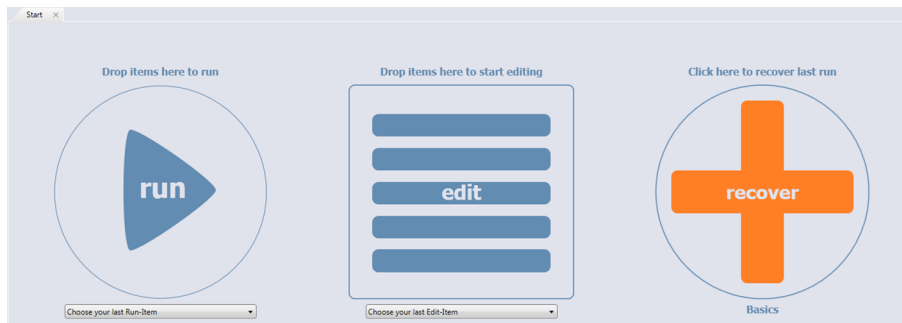 Start
Drop items here to run
Drop items here to start editing
Click here to recover last run
run
edit
recover
Choose your last Run-Item
Choose your last Edit-Item
Basics